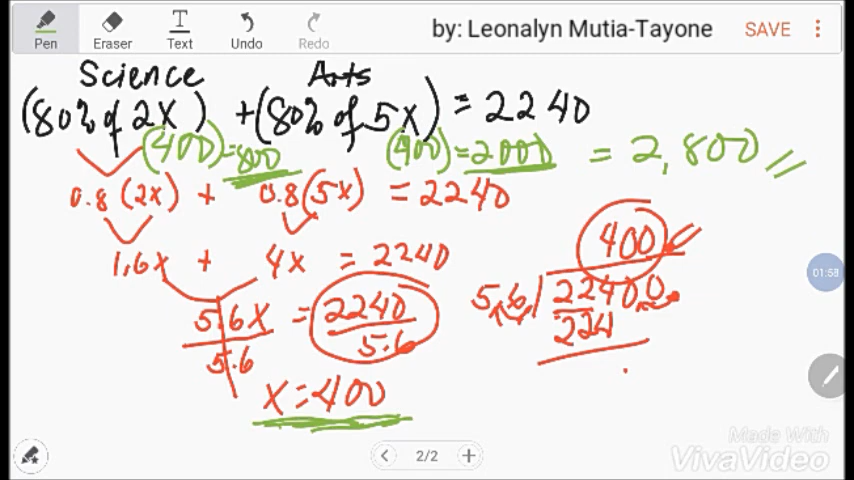 Pen Eraser Text Undo Redo by: Leonalyn Mutia-Tayone SAVE
Science Arts
(80% of 2X) + (80% of 5X) = 2240
(400) = 800 (400) = 2000 = 2,800
0.8 (2x) + 0.8 (5x) = 2240
1.6x + 4x = 2240
5.6x = 2240
5.6 5.6
x = 400
400
5.6 22400
224
01:58
2/2
Made With
VivaVideo